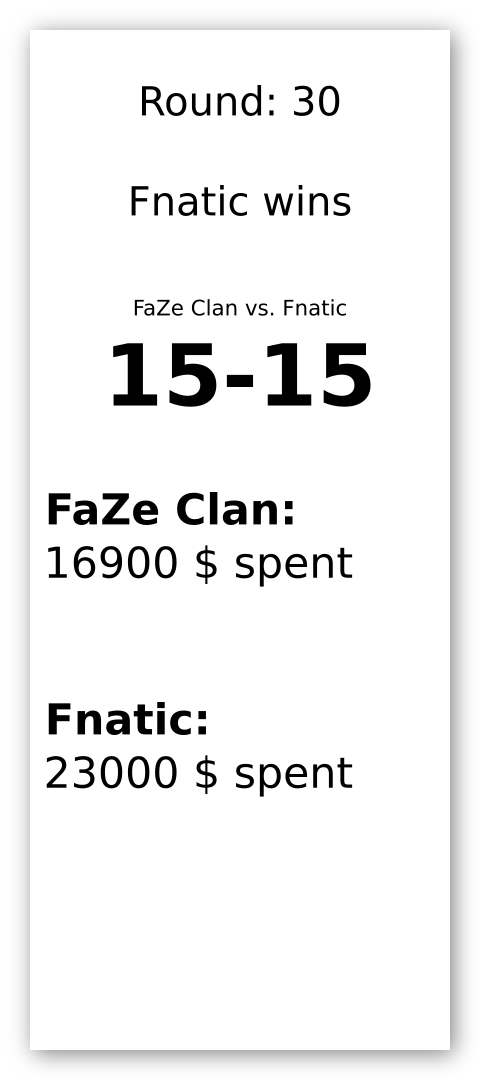 Round: 30
Fnatic wins
FaZe Clan vs. Fnatic
15-15
FaZe Clan:
16900 $ spent
Fnatic:
23000 $ spent